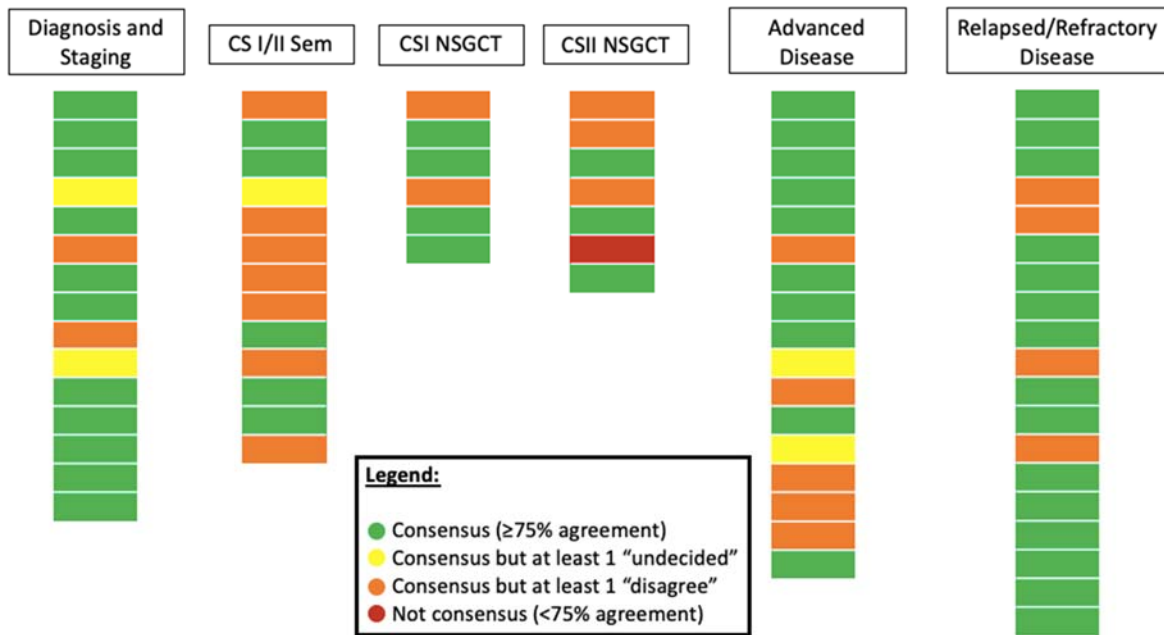 Diagnosis and
Staging
CS I/II Sem
CSI NSGCT
CSII NSGCT
Advanced
Disease
Relapsed/Refractory
Disease
Legend:
Consensus (≥75% agreement)
Consensus but at least 1 “undecided”
Consensus but at least 1 “disagree”
Not consensus (<75% agreement)